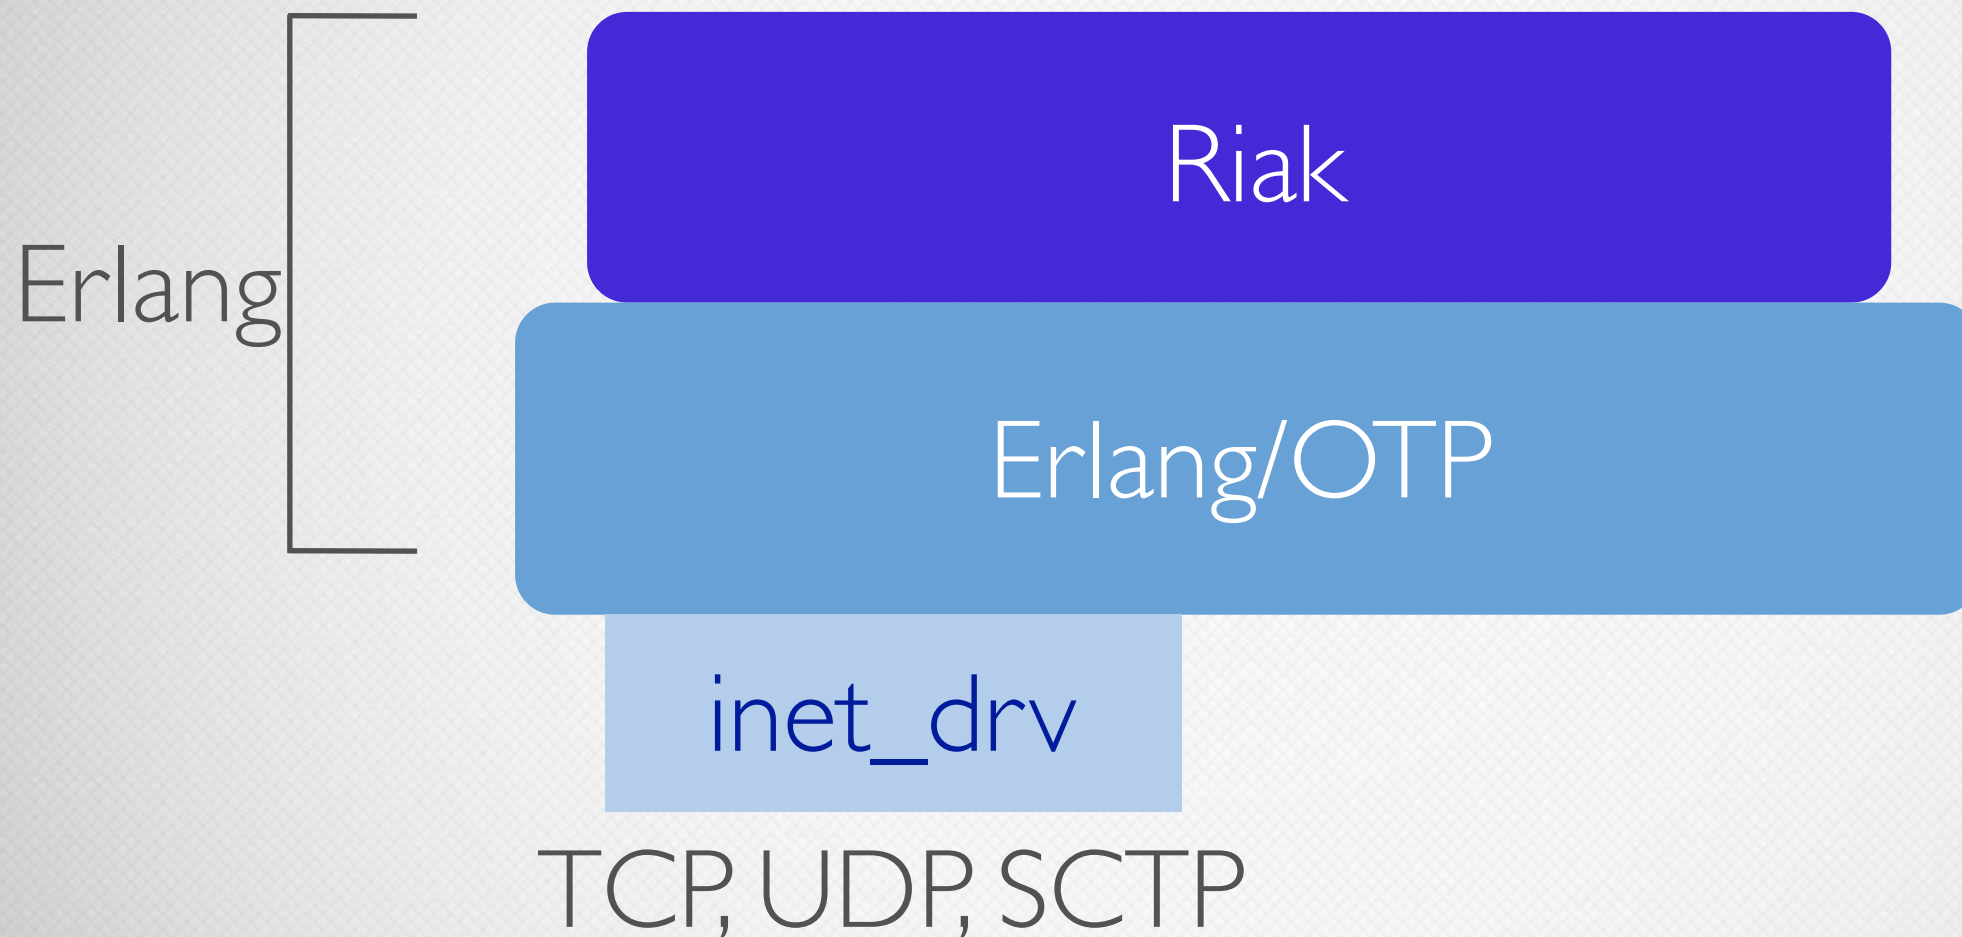 Riak
Erlang
Erlang/OTP
inet_drv
TCP, UDP, SCTP